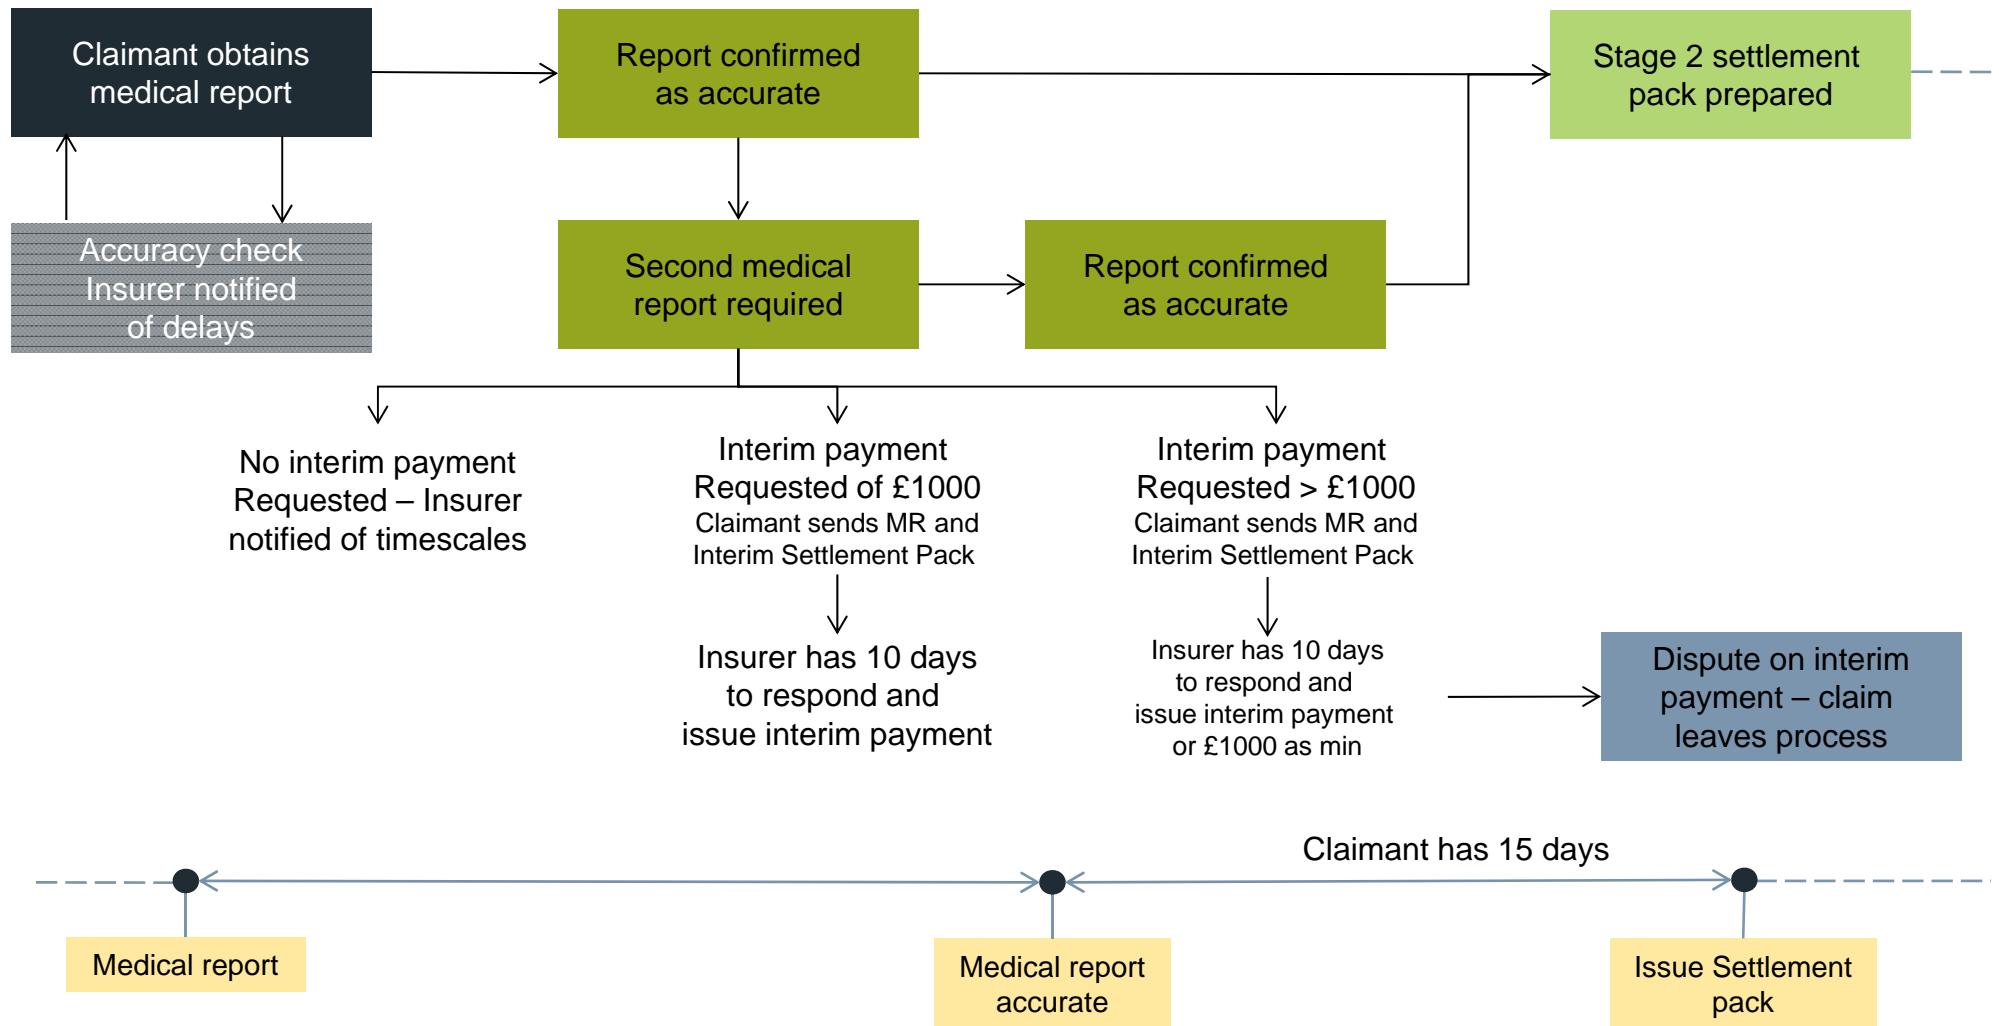 Claimant obtains
medical report
Report confirmed
as accurate
Stage 2 settlement
pack prepared
Accuracy check
Insurer notified
of delays
Second medical
report required
Report confirmed
as accurate
No interim payment
Requested – Insurer
notified of timescales
Interim payment
Requested of £1000
Claimant sends MR and
Interim Settlement Pack
Interim payment
Requested > £1000
Claimant sends MR and
Interim Settlement Pack
Insurer has 10 days
to respond and
issue interim payment
Insurer has 10 days
to respond and
issue interim payment
or £1000 as min
Dispute on interim
payment – claim
leaves process
Claimant has 15 days
Medical report
Medical report
accurate
Issue Settlement
pack